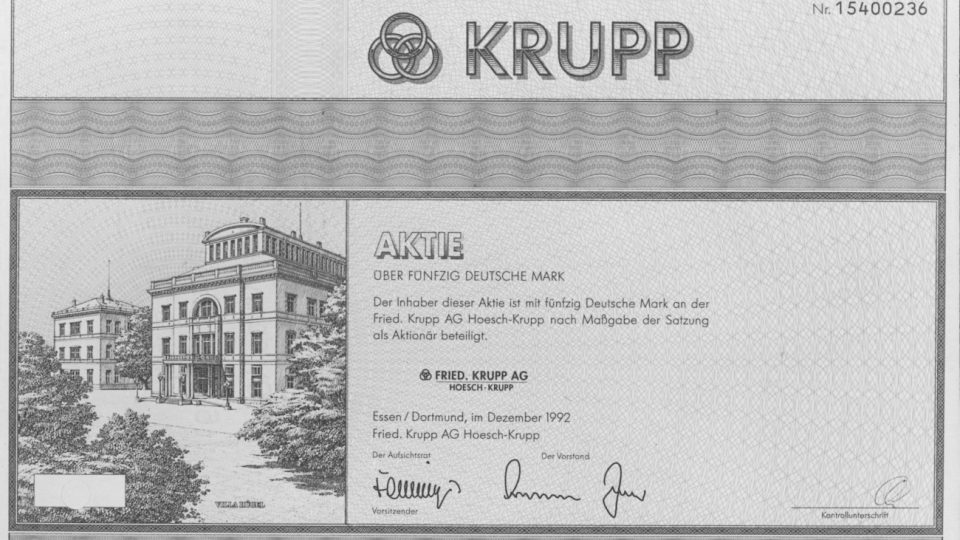 Nr. 15400236
KRUPP
AKTIE
ÜBER FÜNFZIG DEUTSCHE MARK
Der Inhaber dieser Aktie ist mit fünfzig Deutsche Mark an der
Fried. Krupp AG Hoesch-Krupp nach Maßgabe der Satzung
als Aktionär beteiligt.
FRIED. KRUPP AG
HOESCH-KRUPP
Essen / Dortmund, im Dezember 1992
Fried. Krupp AG Hoesch-Krupp
Der Aufsichtsrat Der Vorstand
Vorsitzender
Kontrollunterschrift
VILLA HÜGEL